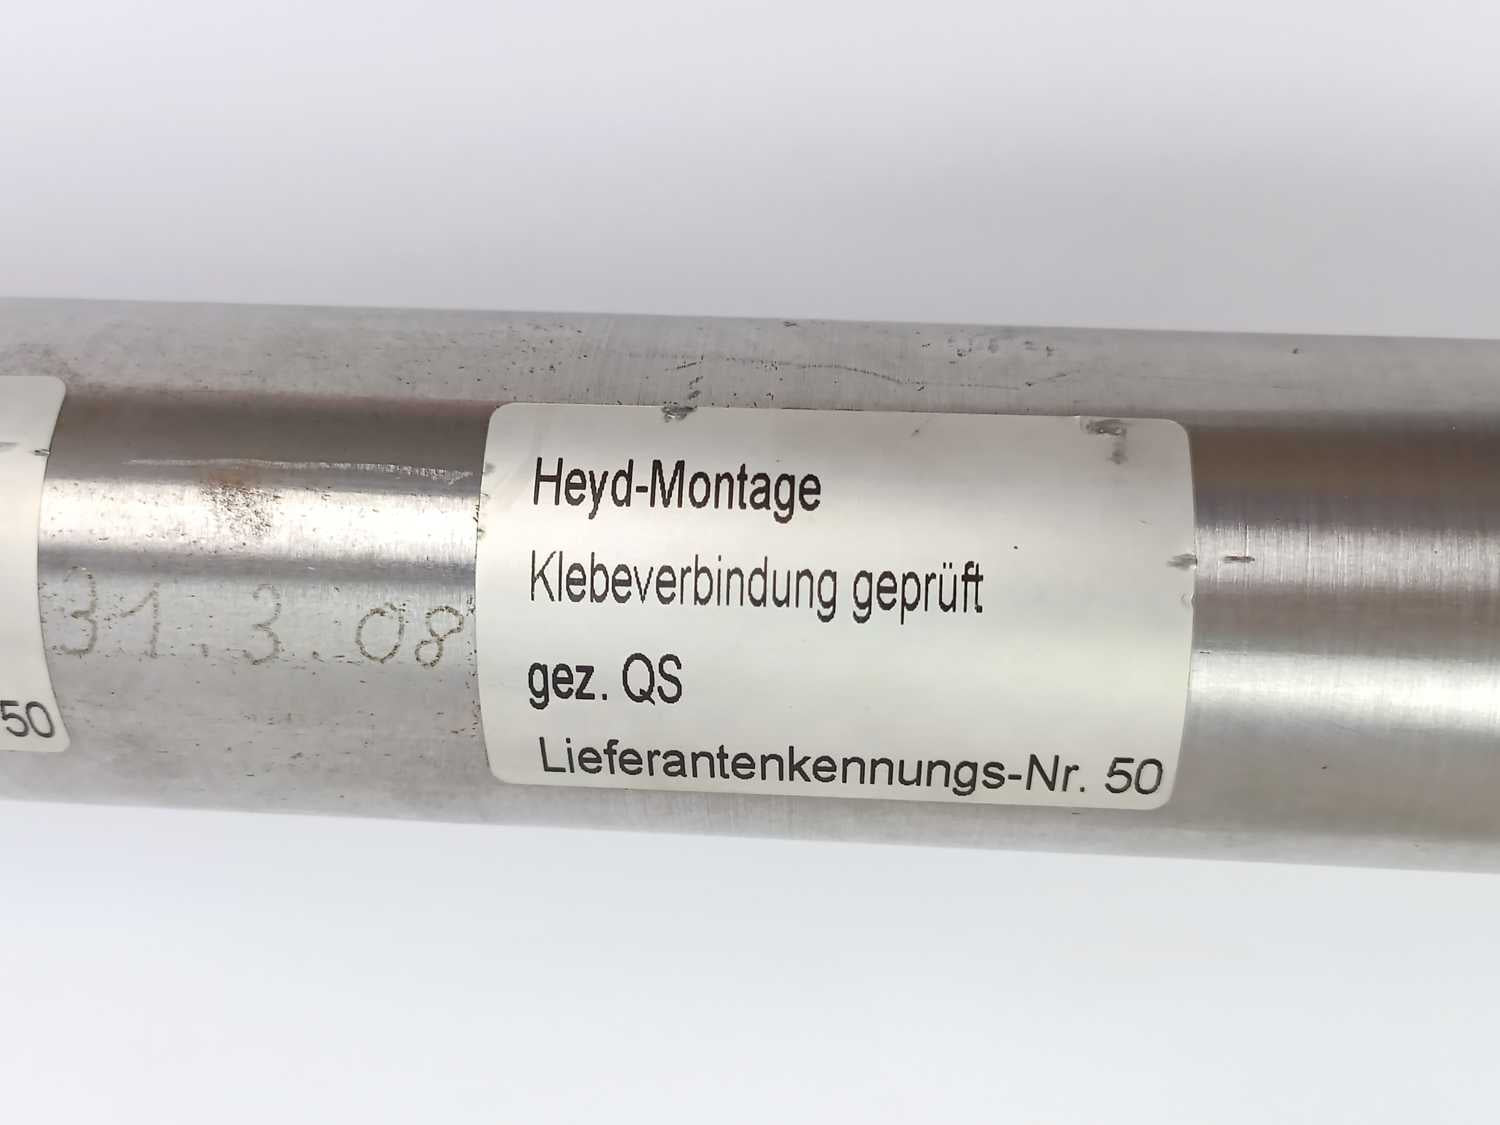 50
31.3.08
Heyd-Montage
Klebeverbindung geprüft
gez. QS
Lieferantenkennungs-Nr. 50